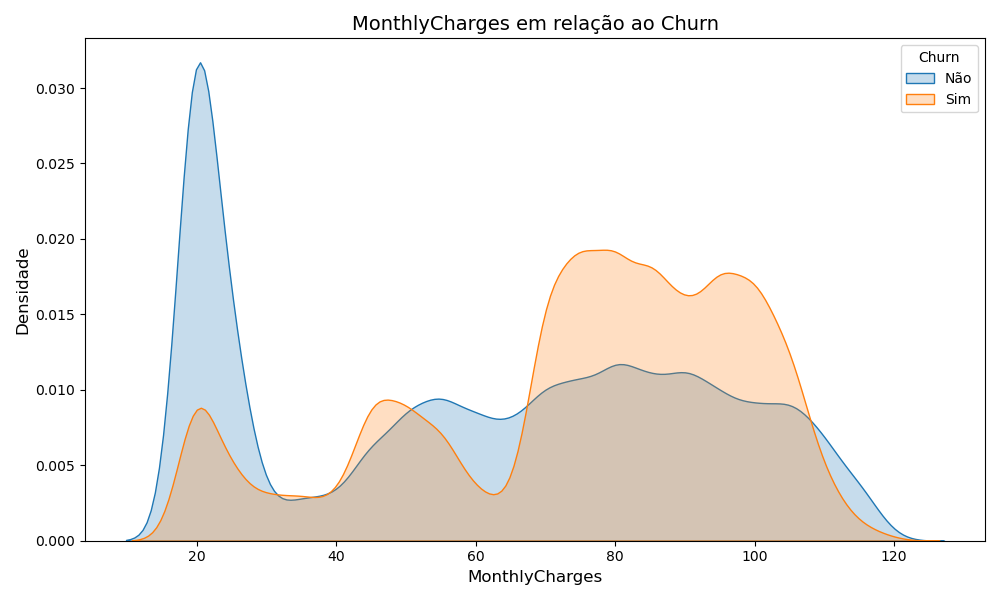 MonthlyCharges em relação ao Churn
Churn
Não
Sim
Densidade
0.030
0.025
0.020
0.015
0.010
0.005
0.000
20 40 60 80 100 120
MonthlyCharges